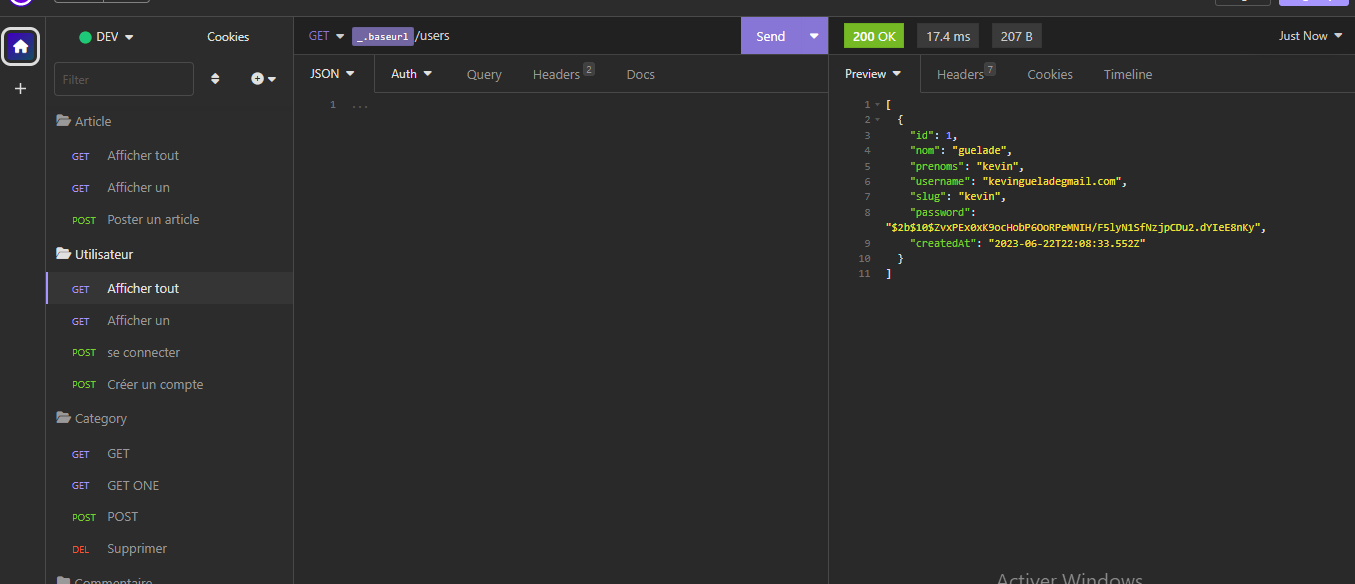 DEV
Cookies
GET _.baseurl/users
Send
200 OK
17.4 ms
207 B
Just Now
Filter
JSON
Auth
Query
Headers 2
Docs
Preview
Headers 7
Cookies
Timeline
Article
GET Afficher tout
GET Afficher un
POST Poster un article
Utilisateur
GET Afficher tout
GET Afficher un
POST se connecter
POST Créer un compte
Category
GET GET
GET GET ONE
POST POST
DEL Supprimer
Commentaire
1 ...
1 [
2 {
3 "id": 1,
4 "nom": "guelade",
5 "prenoms": "kevin",
6 "username": "kevingueladegmail.com",
7 "slug": "kevin",
8 "password":
"$2b$10$ZvxPEx0xK9ocHobP6OoRPeMNIH/F5lyN1SfNzjpCDu2.dYIeE8nKy",
9 "createdAt": "2023-06-22T22:08:33.552Z"
10 }
11 ]
Activer Windows